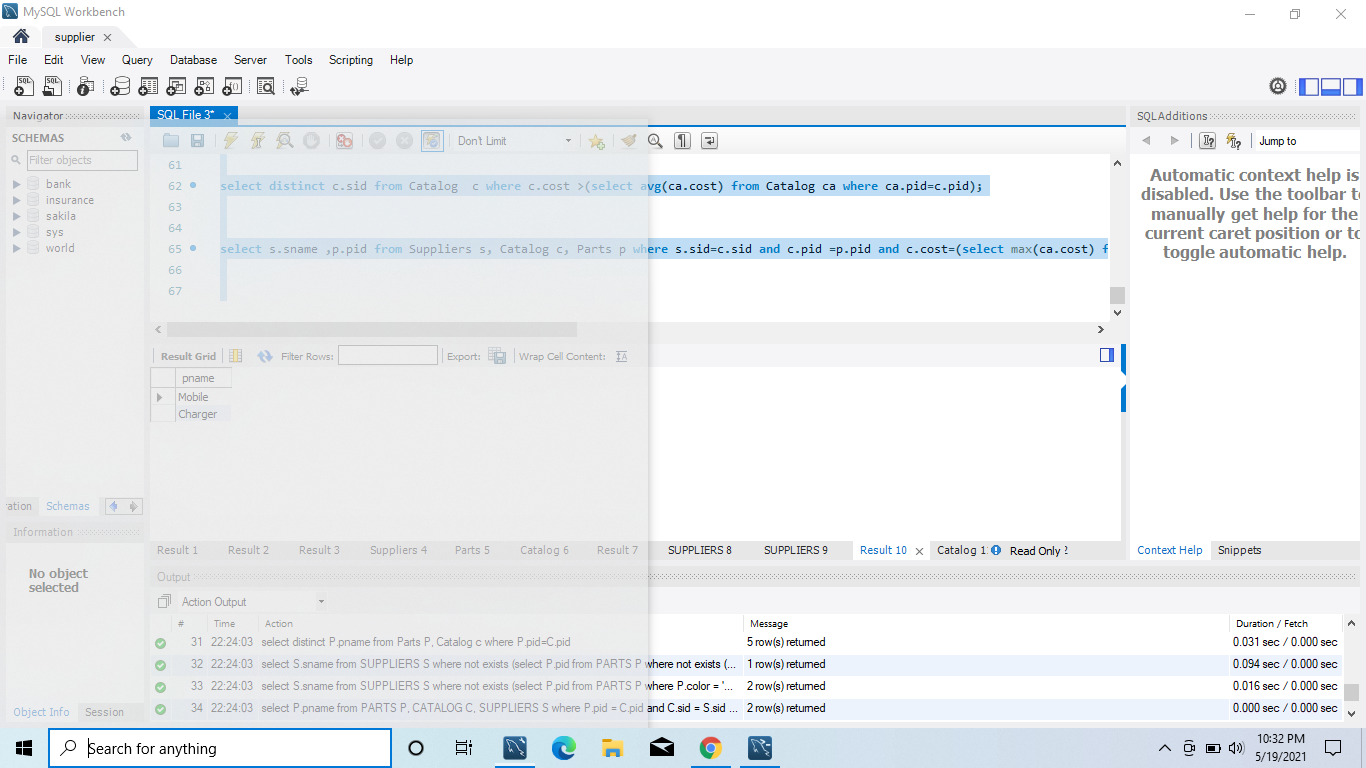 MySQL Workbench
supplier
File Edit View Query Database Server Tools Scripting Help
Navigator
SCHEMAS
Filter objects
bank
insurance
sakila
sys
world
Schemas
Information
No object
selected
Object Info Session
SQL File 3*
Don't Limit
61
62 select distinct c.sid from Catalog c where c.cost >(select avg(ca.cost) from Catalog ca where ca.pid=c.pid);
63
64
65 select s.sname ,p.pid from Suppliers s, Catalog c, Parts p where s.sid=c.sid and c.pid =p.pid and c.cost=(select max(ca.cost) f
66
67
Result Grid Filter Rows: Export: Wrap Cell Content:
pname
Mobile
Charger
Result 1 Result 2 Result 3 Suppliers 4 Parts 5 Catalog 6 Result 7 SUPPLIERS 8 SUPPLIERS 9 Result 10 Catalog 1 Read Only
Output
Action Output
# Time Action Message Duration / Fetch
31 22:24:03 select distinct P.pname from Parts P, Catalog c where P.pid=C.pid 5 row(s) returned 0.031 sec / 0.000 sec
32 22:24:03 select S.sname from SUPPLIERS S where not exists (select P.pid from PARTS P where not exists (... 1 row(s) returned 0.094 sec / 0.000 sec
33 22:24:03 select S.sname from SUPPLIERS S where not exists (select P.pid from PARTS P where P.color = '... 2 row(s) returned 0.016 sec / 0.000 sec
34 22:24:03 select P.pname from PARTS P, CATALOG C, SUPPLIERS S where P.pid = C.pid and C.sid = S.sid ... 2 row(s) returned 0.000 sec / 0.000 sec
SQLAdditions
Jump to
Automatic context help is
disabled. Use the toolbar to
manually get help for the
current caret position or to
toggle automatic help.
Context Help Snippets
Search for anything
10:32 PM
5/19/2021